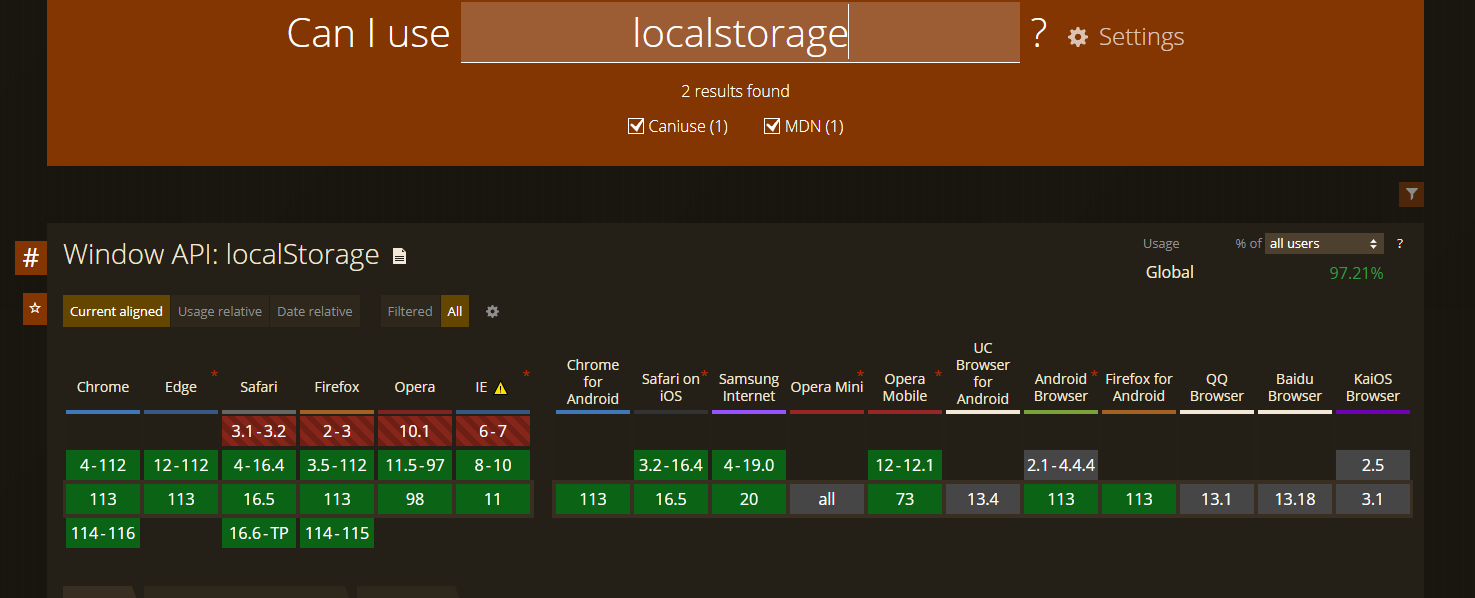 Can I use localstorage ? Settings
2 results found
Caniuse (1) MDN (1)
# Window API: localStorage
Usage % of all users ?
Global 97.21%
Current aligned Usage relative Date relative Filtered All
Chrome Edge * Safari Firefox Opera IE * Chrome for Android Safari on iOS * Samsung Internet Opera Mini * Opera Mobile * UC Browser for Android Android Browser * Firefox for Android QQ Browser Baidu Browser KaiOS Browser
3.1-3.2 2-3 10.1 6-7
4-112 12-112 4-16.4 3.5-112 11.5-97 8-10 3.2-16.4 4-19.0 12-12.1 2.1-4.4.4 2.5
113 113 16.5 113 98 11 113 16.5 20 all 73 13.4 113 113 13.1 13.18 3.1
114-116 16.6-TP 114-115